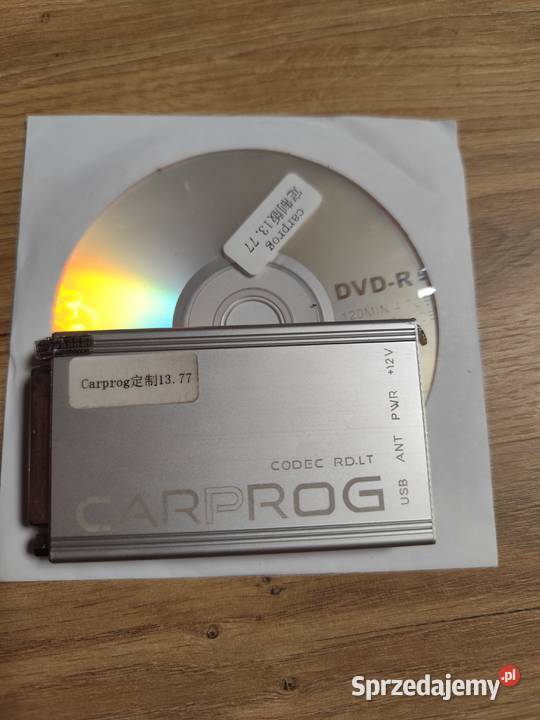 carprog
定制版13.77
DVD-R
120MIN
Carprog定制13.77
CODEC RD.LT
CARPROG
USB ANT PWR +12V
Sprzedajemy.pl